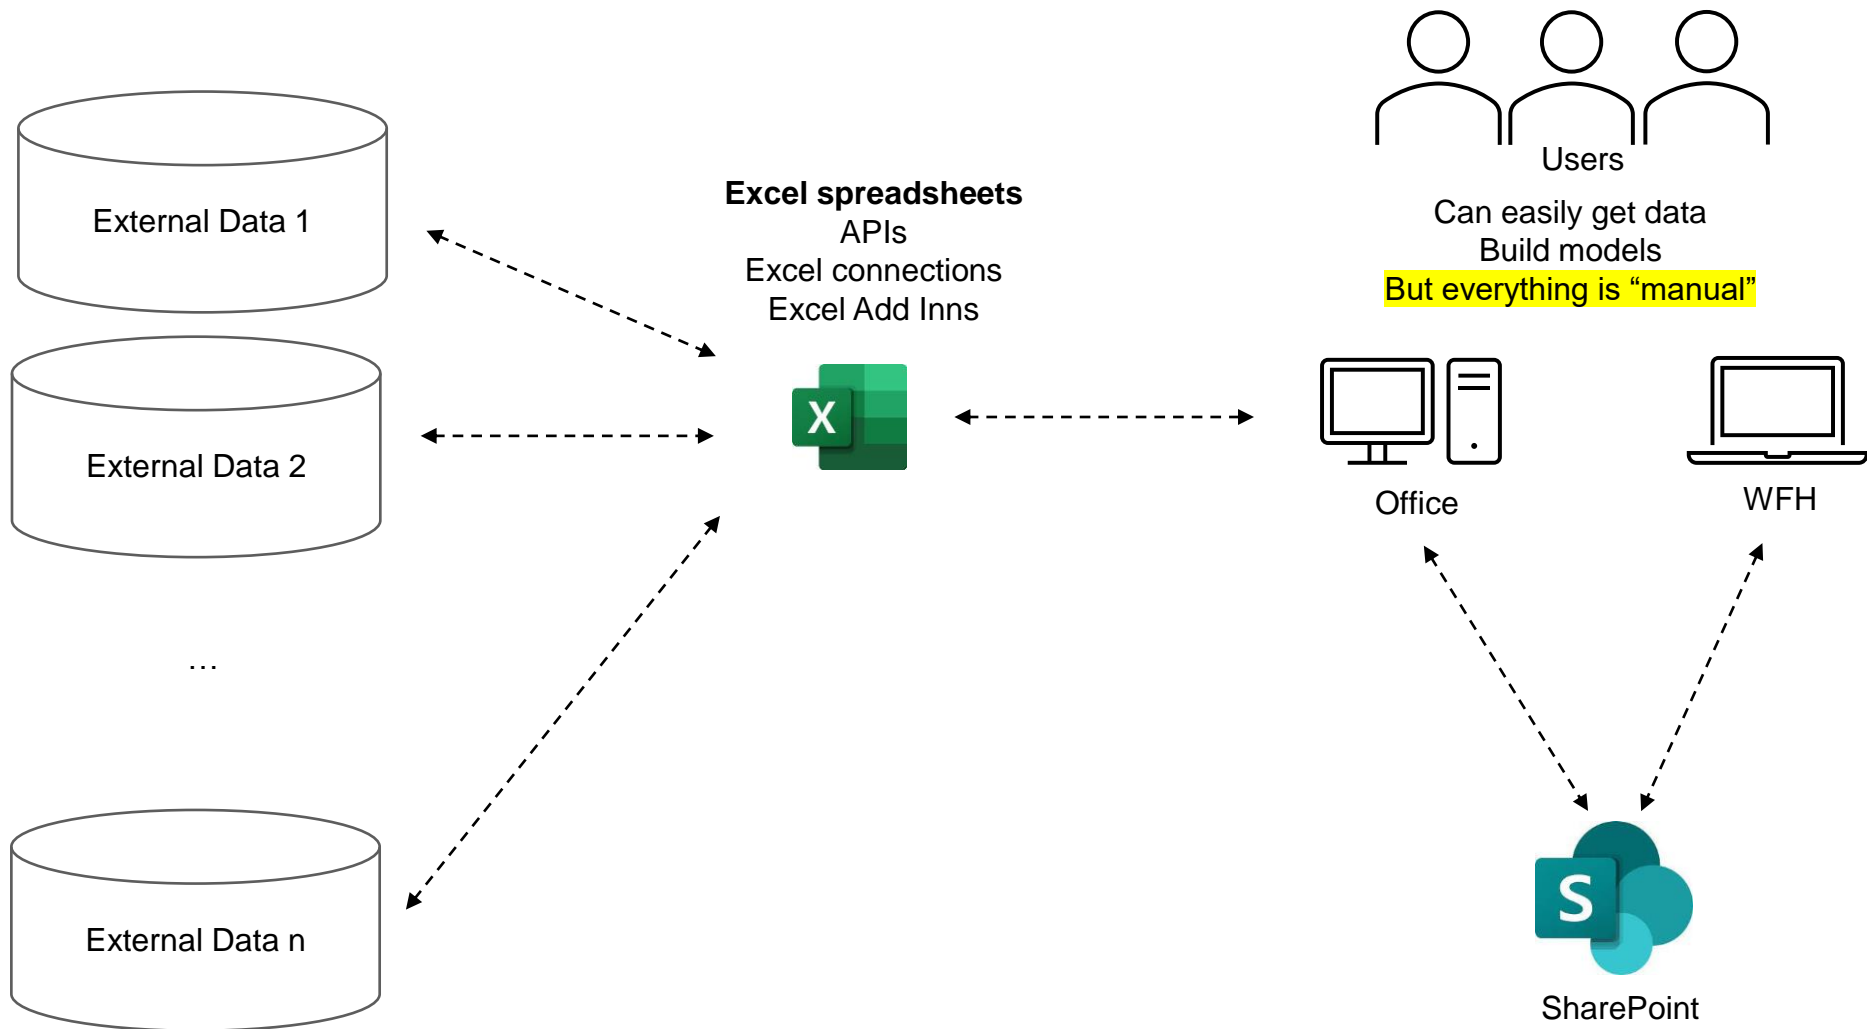 External Data 1
External Data 2
…
External Data n
Excel spreadsheets
APIs
Excel connections
Excel Add Inns
X
Users
Can easily get data
Build models
But everything is “manual”
Office
WFH
S
SharePoint